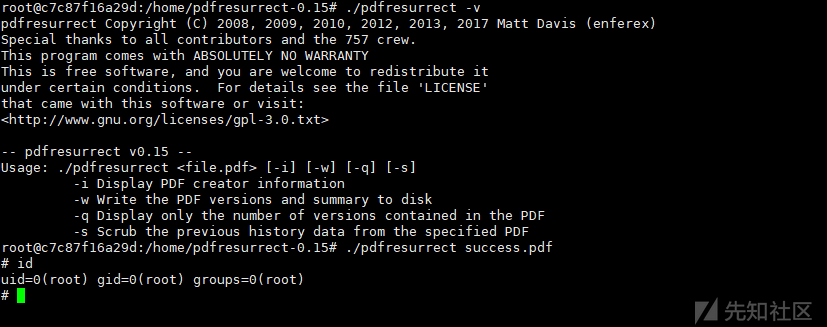 root@c7c87f16a29d:/home/pdfresurrect-0.15# ./pdfresurrect -v
pdfresurrect Copyright (C) 2008, 2009, 2010, 2012, 2013, 2017 Matt Davis (enferex)
Special thanks to all contributors and the 757 crew.
This program comes with ABSOLUTELY NO WARRANTY
This is free software, and you are welcome to redistribute it
under certain conditions.  For details see the file 'LICENSE'
that came with this software or visit:
<http://www.gnu.org/licenses/gpl-3.0.txt>

-- pdfresurrect v0.15 --
Usage: ./pdfresurrect <file.pdf> [-i] [-w] [-q] [-s]
         -i Display PDF creator information
         -w Write the PDF versions and summary to disk
         -q Display only the number of versions contained in the PDF
         -s Scrub the previous history data from the specified PDF
root@c7c87f16a29d:/home/pdfresurrect-0.15# ./pdfresurrect success.pdf
# id
uid=0(root) gid=0(root) groups=0(root)
#
先知社区